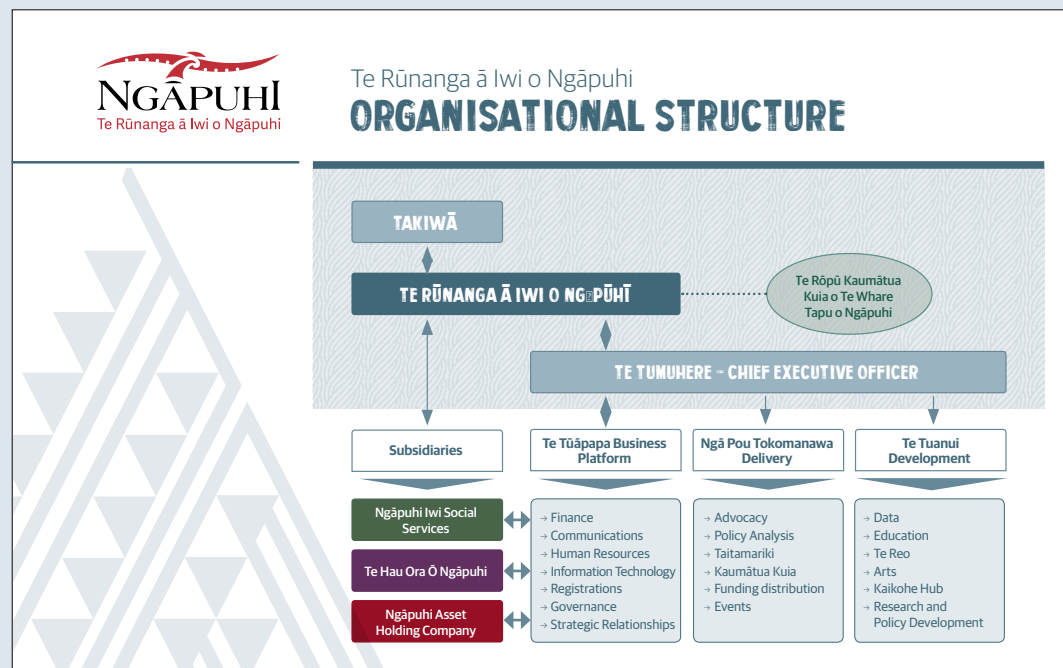 NGĀPUHI
Te Rūnanga ā Iwi o Ngāpuhi
Te Rūnanga ā Iwi o Ngāpuhi
ORGANISATIONAL STRUCTURE
TAKIWĀ
TE RŪNANGA Ā IWI O NG▯PŪHĪ
Te Rōpū Kaumātua
Kuia o Te Whare
Tapu o Ngāpuhi
TE TUMUHERE - CHIEF EXECUTIVE OFFICER
Subsidiaries
Te Tūāpapa Business
Platform
Ngā Pou Tokomanawa
Delivery
Te Tuanui
Development
Ngāpuhi Iwi Social
Services
Te Hau Ora Ō Ngāpuhi
Ngāpuhi Asset
Holding Company
→ Finance
→ Communications
→ Human Resources
→ Information Technology
→ Registrations
→ Governance
→ Strategic Relationships
→ Advocacy
→ Policy Analysis
→ Taitamariki
→ Kaumātua Kuia
→ Funding distribution
→ Events
→ Data
→ Education
→ Te Reo
→ Arts
→ Kaikohe Hub
→ Research and
Policy Development